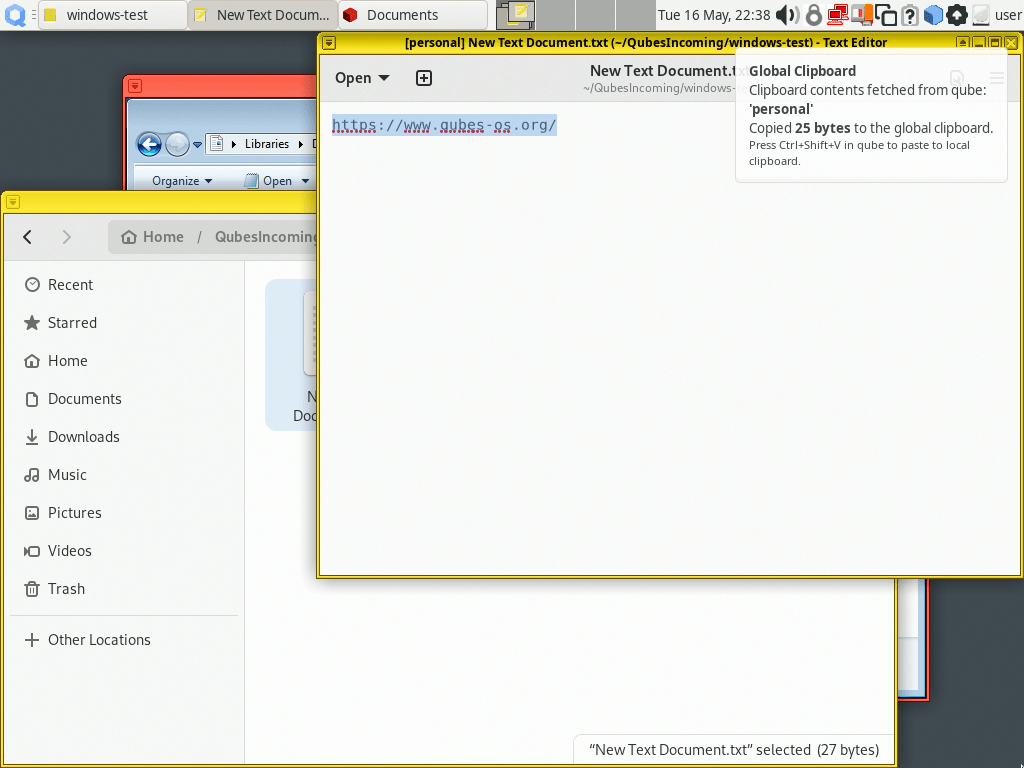 windows-test
New Text Docum...
Documents
Tue 16 May, 22:38
user
[personal] New Text Document.txt (~/QubesIncoming/windows-test) - Text Editor
Open
New Text Document.txt
~/QubesIncoming/windows-
Global Clipboard
Clipboard contents fetched from qube:
'personal'
Copied 25 bytes to the global clipboard.
Press Ctrl+Shift+V in qube to paste to local
clipboard.
https://www.qubes-os.org/
Libraries
Organize
Open
Home / QubesIncoming
Recent
Starred
Home
Documents
Downloads
Music
Pictures
Videos
Trash
Other Locations
“New Text Document.txt” selected (27 bytes)